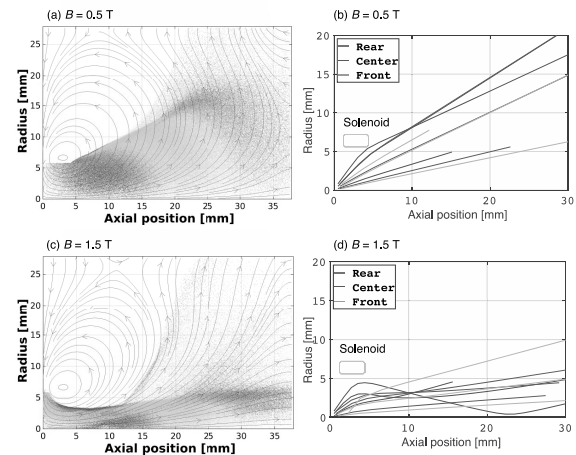 (a) B = 0.5 T
Radius [mm]
25
20
15
10
5
0
0 5 10 15 20 25 30 35
Axial position [mm]
(b) B = 0.5 T
Radius [mm]
20
15
10
5
0
Rear
Center
Front
Solenoid
0 10 20 30
Axial position [mm]
(c) B = 1.5 T
Radius [mm]
25
20
15
10
5
0
0 5 10 15 20 25 30 35
Axial position [mm]
(d) B = 1.5 T
Radius [mm]
20
15
10
5
0
Rear
Center
Front
Solenoid
0 10 20 30
Axial position [mm]